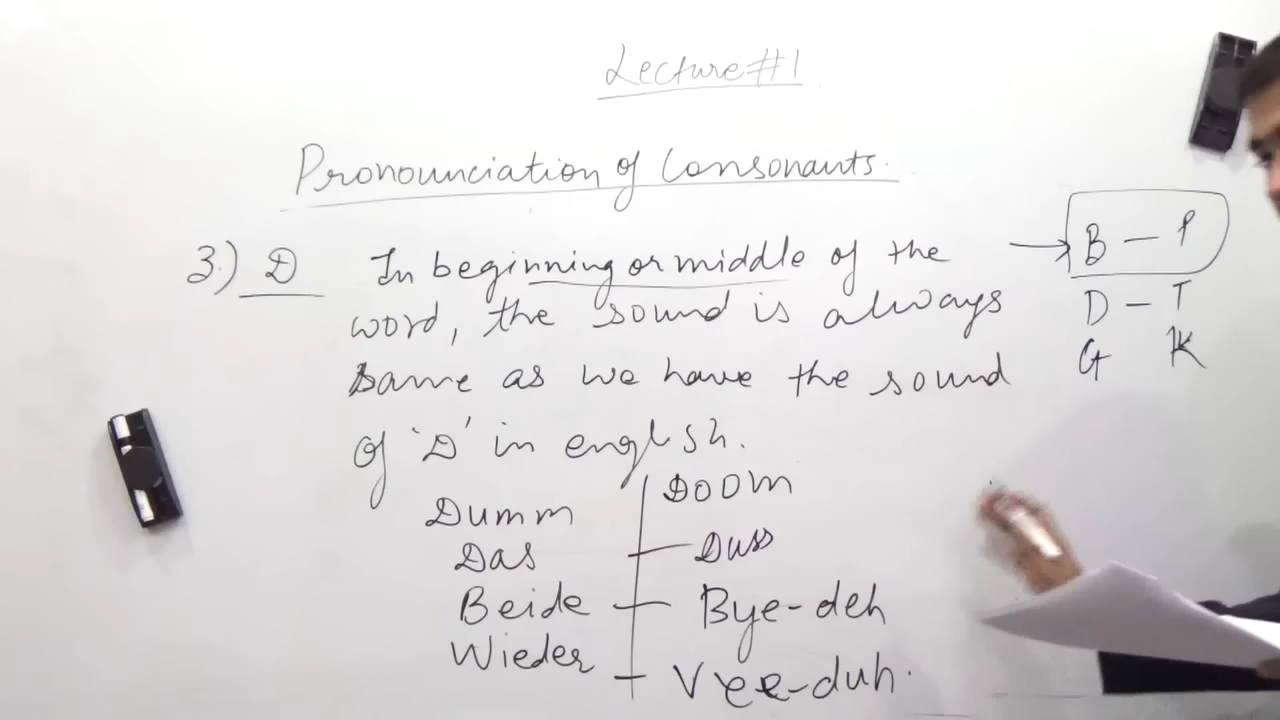 Lecture #1
Pronounciation of Consonants.
3) D In beginning or middle of the
word, the sound is always
same as we have the sound
of 'D' in english.
Dumm Doom
Das - Duss
Beide - Bye-deh
Wieder - Vee-duh.
→ B - P
D - T
G K